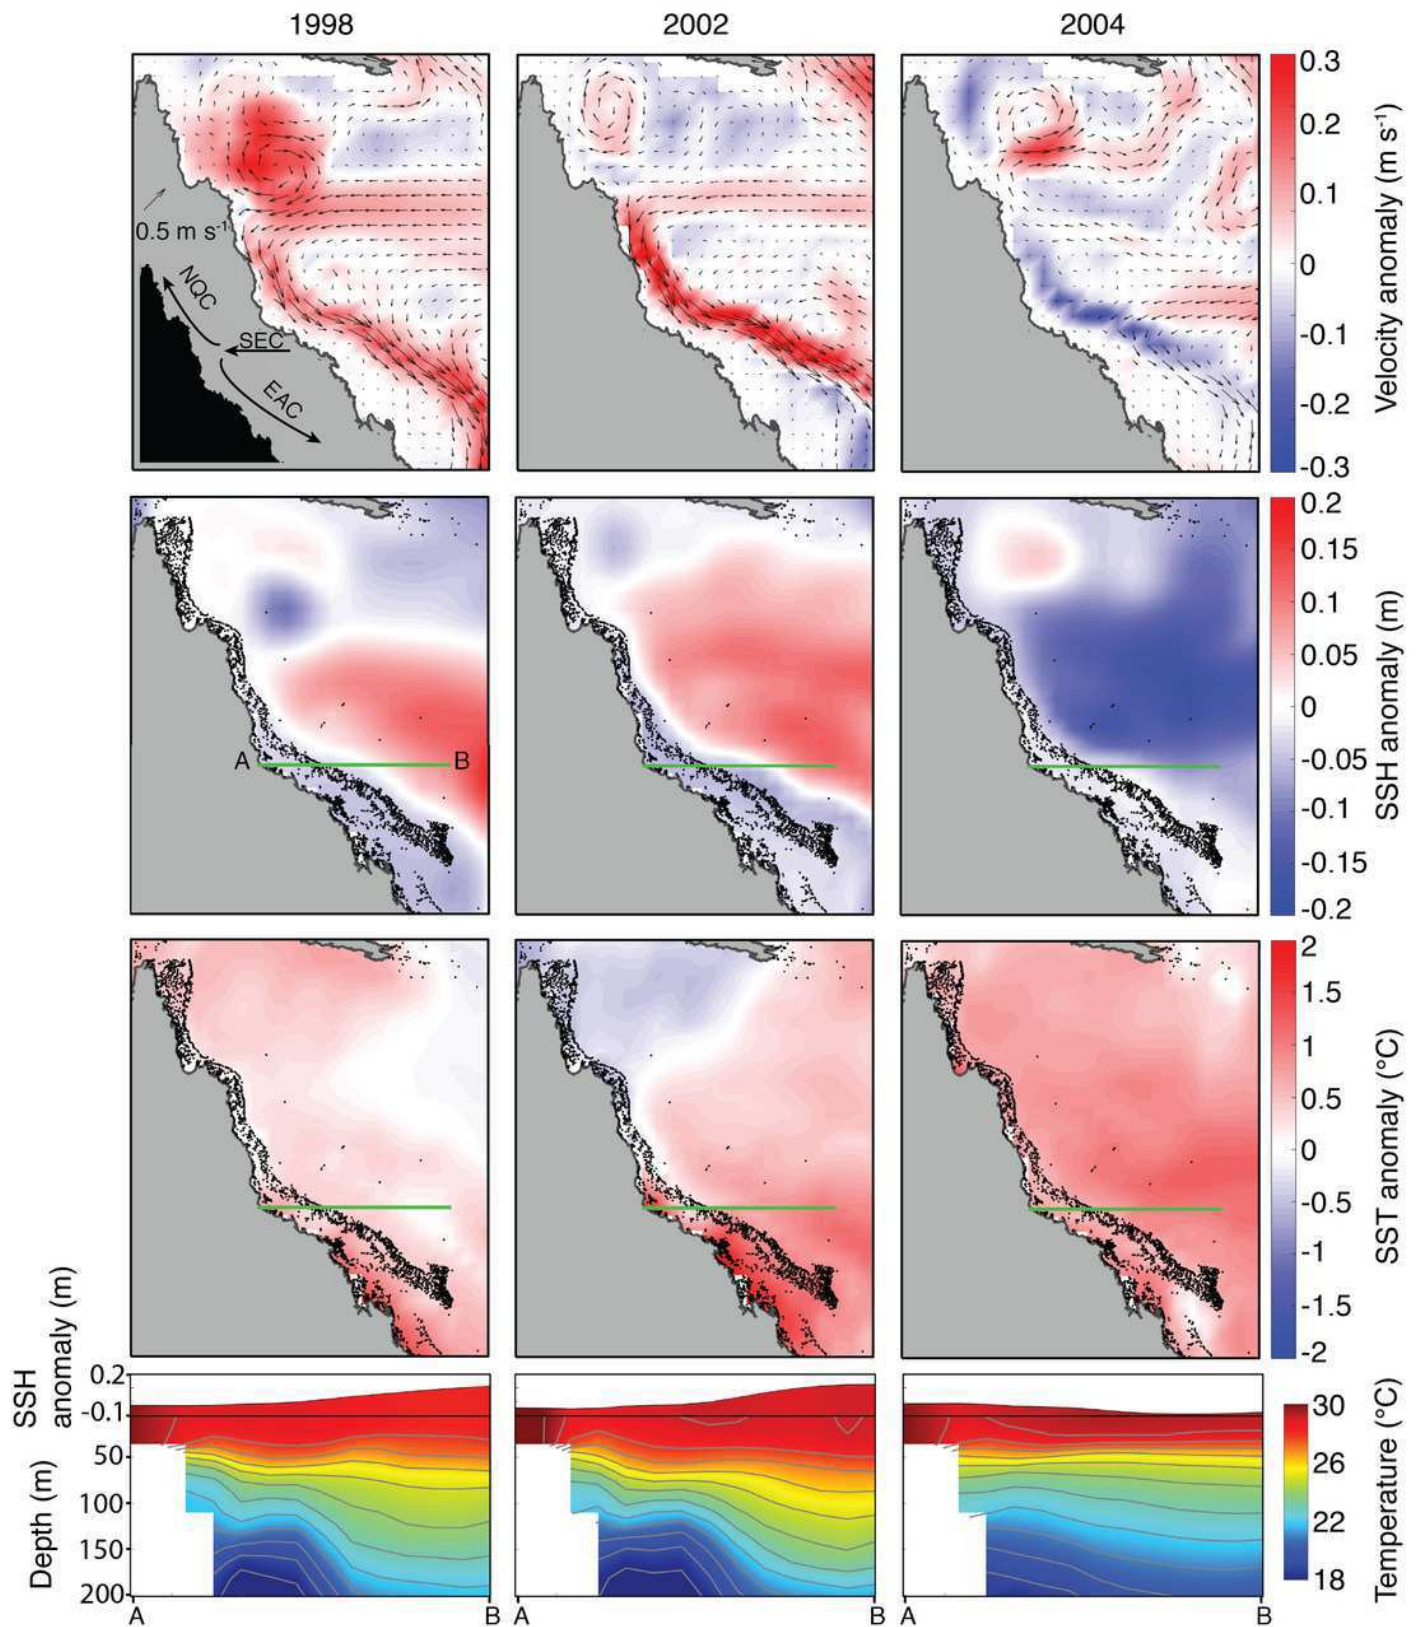 1998
2002
2004
0.5 m s-1
NQC
SEC
EAC
0.3
0.2
0.1
0
-0.1
-0.2
-0.3
Velocity anomaly (m s-1)
A
B
0.2
0.15
0.1
0.05
0
-0.05
-0.1
-0.15
-0.2
SSH anomaly (m)
2
1.5
1
0.5
0
-0.5
-1
-1.5
-2
SST anomaly (°C)
SSH
anomaly (m)
0.2
-0.1
Depth (m)
50
100
150
200
A
B
A
B
A
B
30
26
22
18
Temperature (°C)